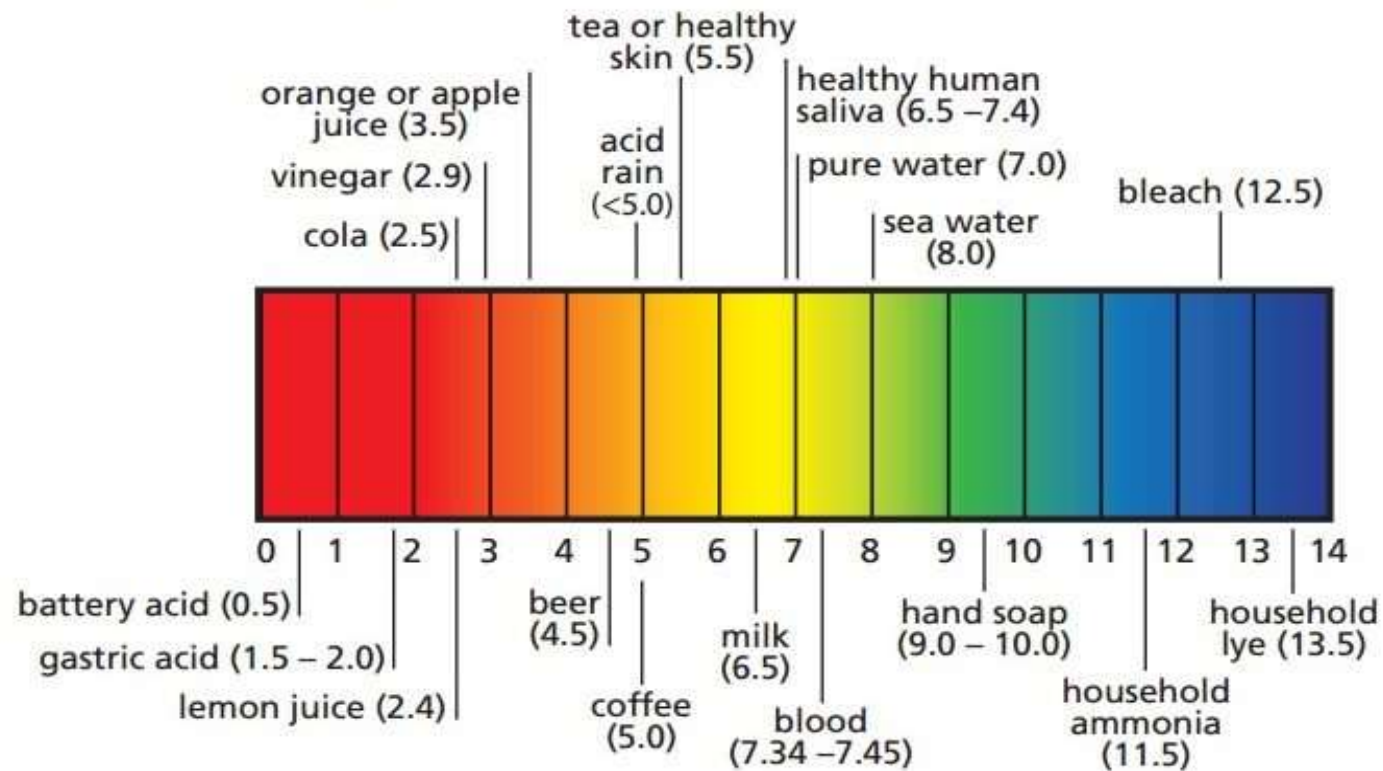 tea or healthy
skin (5.5)
orange or apple
juice (3.5)
healthy human
saliva (6.5 –7.4)
acid
rain
(<5.0)
vinegar (2.9)
pure water (7.0)
bleach (12.5)
cola (2.5)
sea water
(8.0)
0 1 2 3 4 5 6 7 8 9 10 11 12 13 14
battery acid (0.5)
gastric acid (1.5 – 2.0)
lemon juice (2.4)
beer
(4.5)
coffee
(5.0)
milk
(6.5)
blood
(7.34 –7.45)
hand soap
(9.0 – 10.0)
household
ammonia
(11.5)
household
lye (13.5)